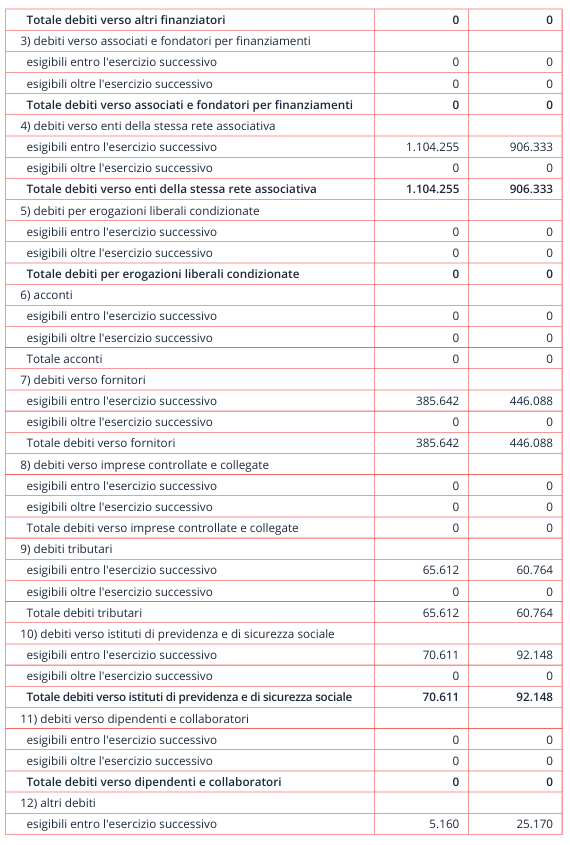 Totale debiti verso altri finanziatori 0 0
3) debiti verso associati e fondatori per finanziamenti
esigibili entro l'esercizio successivo 0 0
esigibili oltre l'esercizio successivo 0 0
Totale debiti verso associati e fondatori per finanziamenti 0 0
4) debiti verso enti della stessa rete associativa
esigibili entro l'esercizio successivo 1.104.255 906.333
esigibili oltre l'esercizio successivo 0 0
Totale debiti verso enti della stessa rete associativa 1.104.255 906.333
5) debiti per erogazioni liberali condizionate
esigibili entro l'esercizio successivo 0 0
esigibili oltre l'esercizio successivo 0 0
Totale debiti per erogazioni liberali condizionate 0 0
6) acconti
esigibili entro l'esercizio successivo 0 0
esigibili oltre l'esercizio successivo 0 0
Totale acconti 0 0
7) debiti verso fornitori
esigibili entro l'esercizio successivo 385.642 446.088
esigibili oltre l'esercizio successivo 0 0
Totale debiti verso fornitori 385.642 446.088
8) debiti verso imprese controllate e collegate
esigibili entro l'esercizio successivo 0 0
esigibili oltre l'esercizio successivo 0 0
Totale debiti verso imprese controllate e collegate 0 0
9) debiti tributari
esigibili entro l'esercizio successivo 65.612 60.764
esigibili oltre l'esercizio successivo 0 0
Totale debiti tributari 65.612 60.764
10) debiti verso istituti di previdenza e di sicurezza sociale
esigibili entro l'esercizio successivo 70.611 92.148
esigibili oltre l'esercizio successivo 0 0
Totale debiti verso istituti di previdenza e di sicurezza sociale 70.611 92.148
11) debiti verso dipendenti e collaboratori
esigibili entro l'esercizio successivo 0 0
esigibili oltre l'esercizio successivo 0 0
Totale debiti verso dipendenti e collaboratori 0 0
12) altri debiti
esigibili entro l'esercizio successivo 5.160 25.170